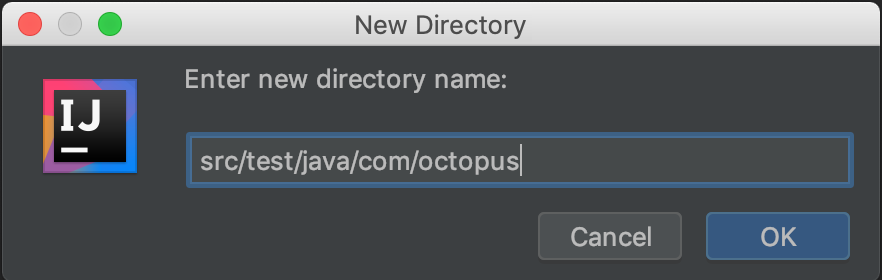 New Directory
Enter new directory name:
IJ
src/test/java/com/octopus
Cancel
OK